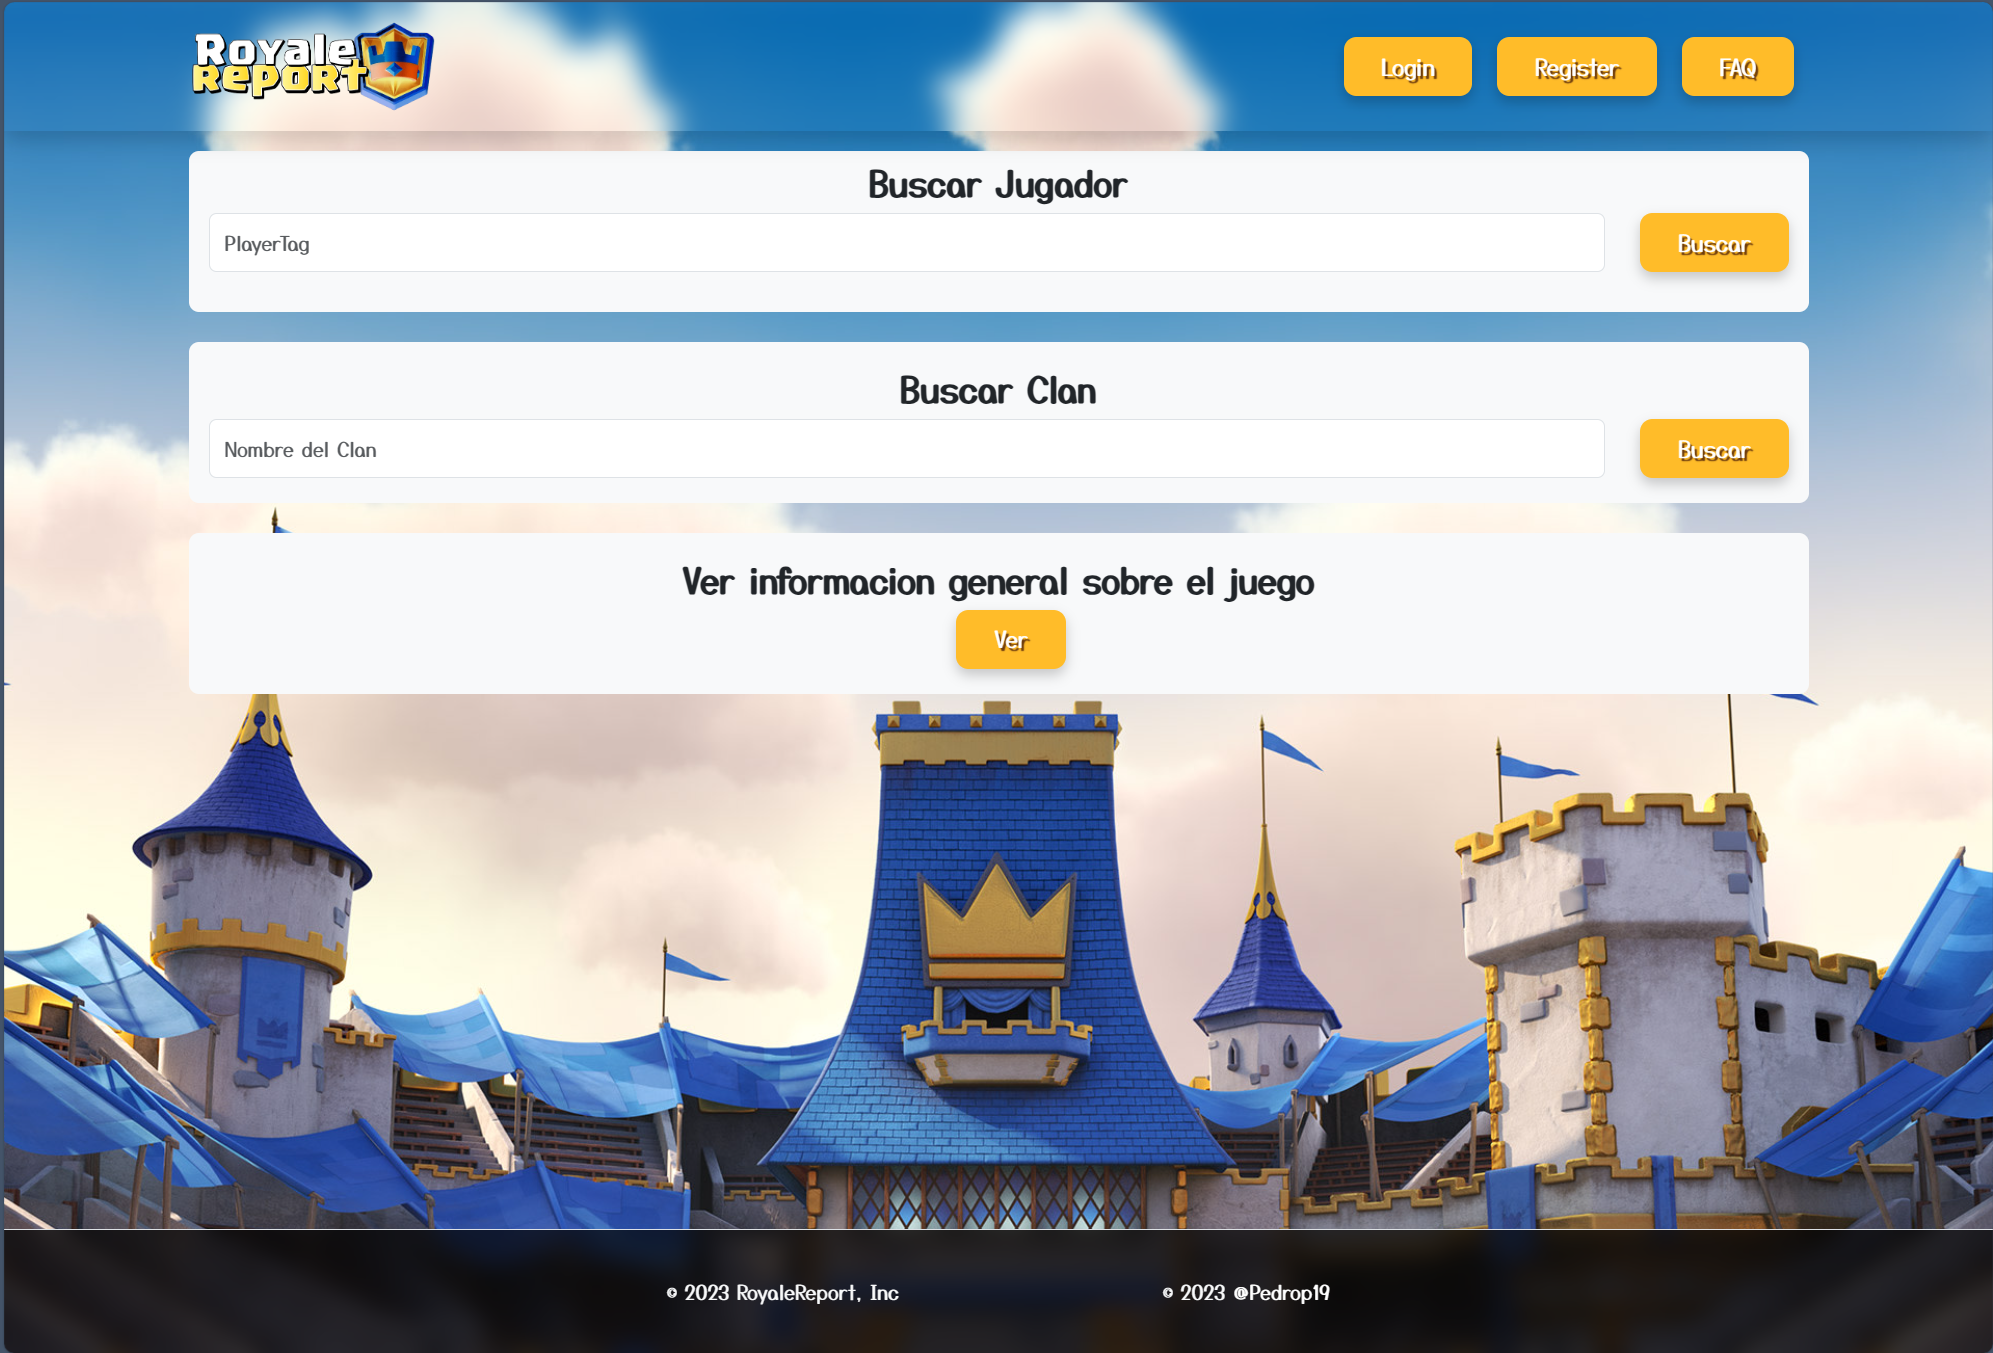 Royale
Report
Login
Register
FAQ
Buscar Jugador
PlayerTag
Buscar
Buscar Clan
Nombre del Clan
Buscar
Ver informacion general sobre el juego
Ver
© 2023 RoyaleReport, Inc
© 2023 @Pedrop19